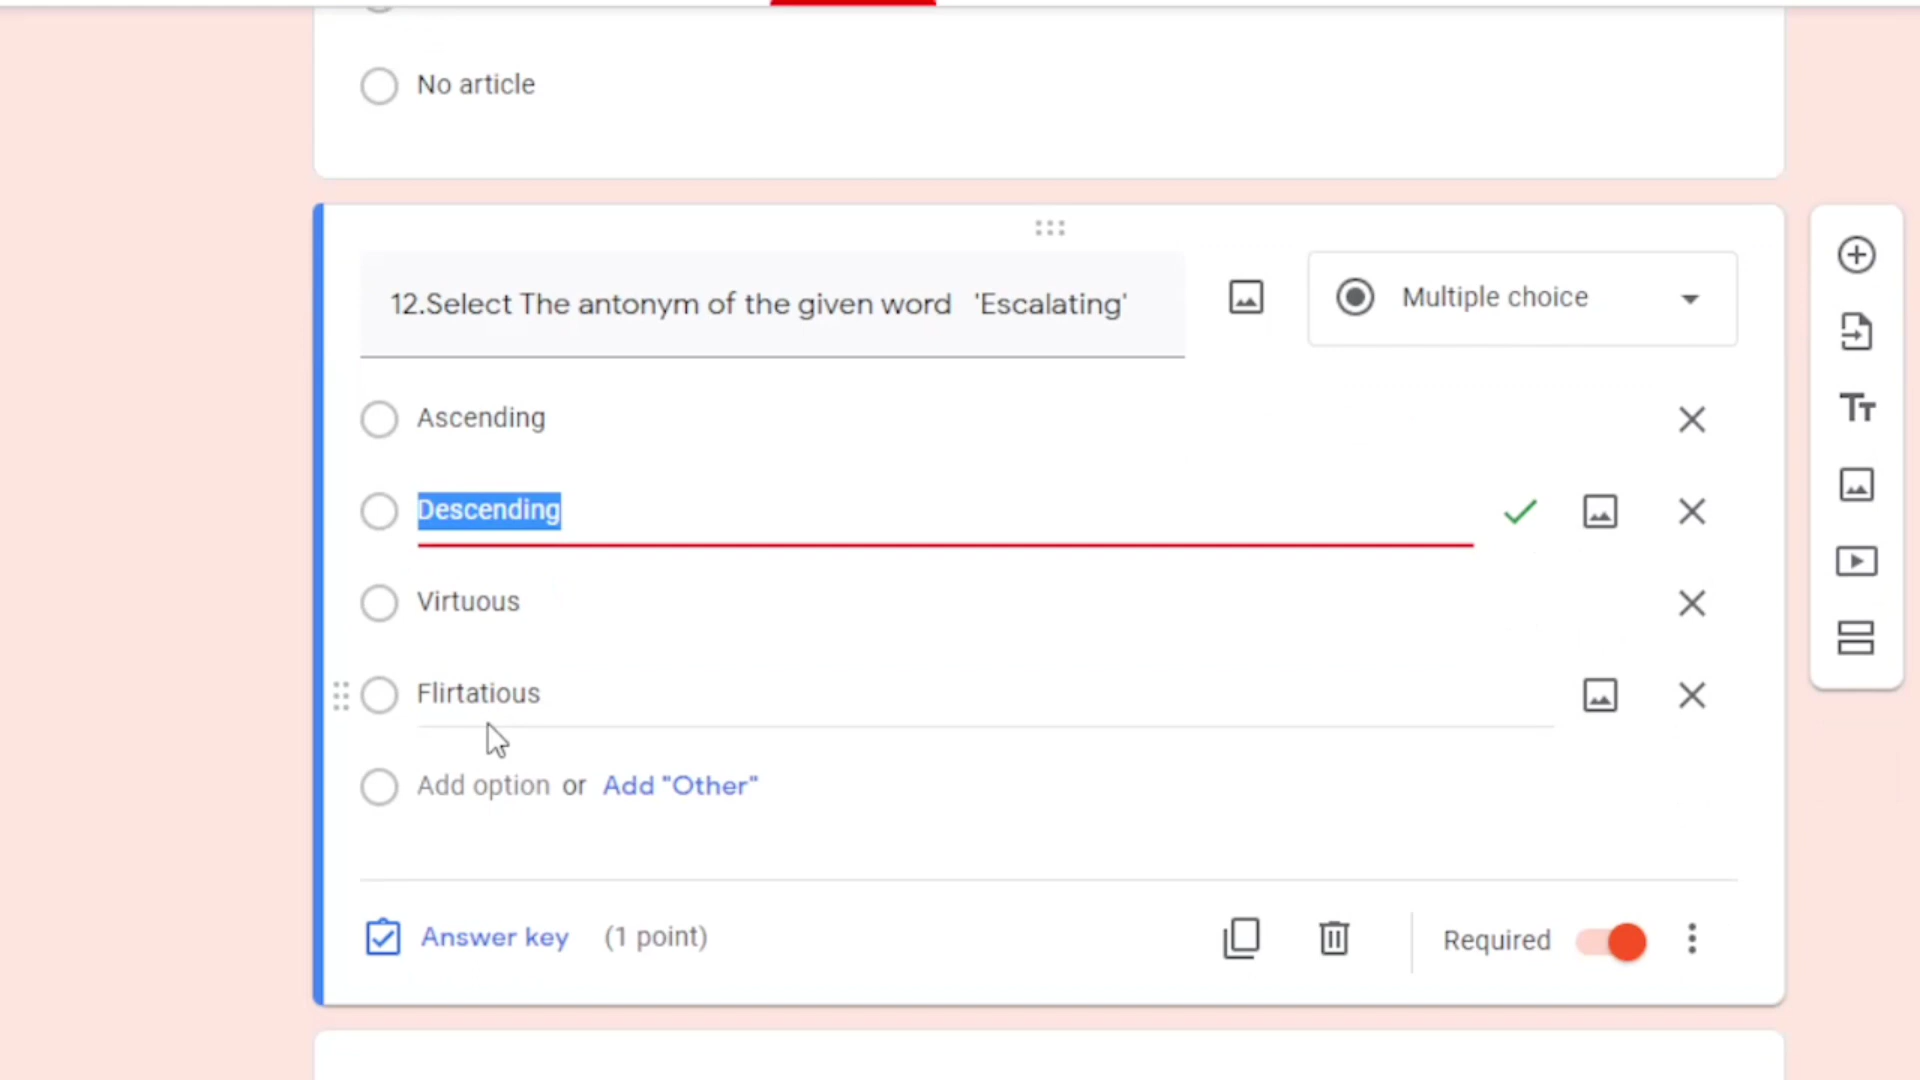 No article
12.Select The antonym of the given word 'Escalating'
Multiple choice
Ascending
Descending
Virtuous
Flirtatious
Add option or Add "Other"
Answer key (1 point)
Required